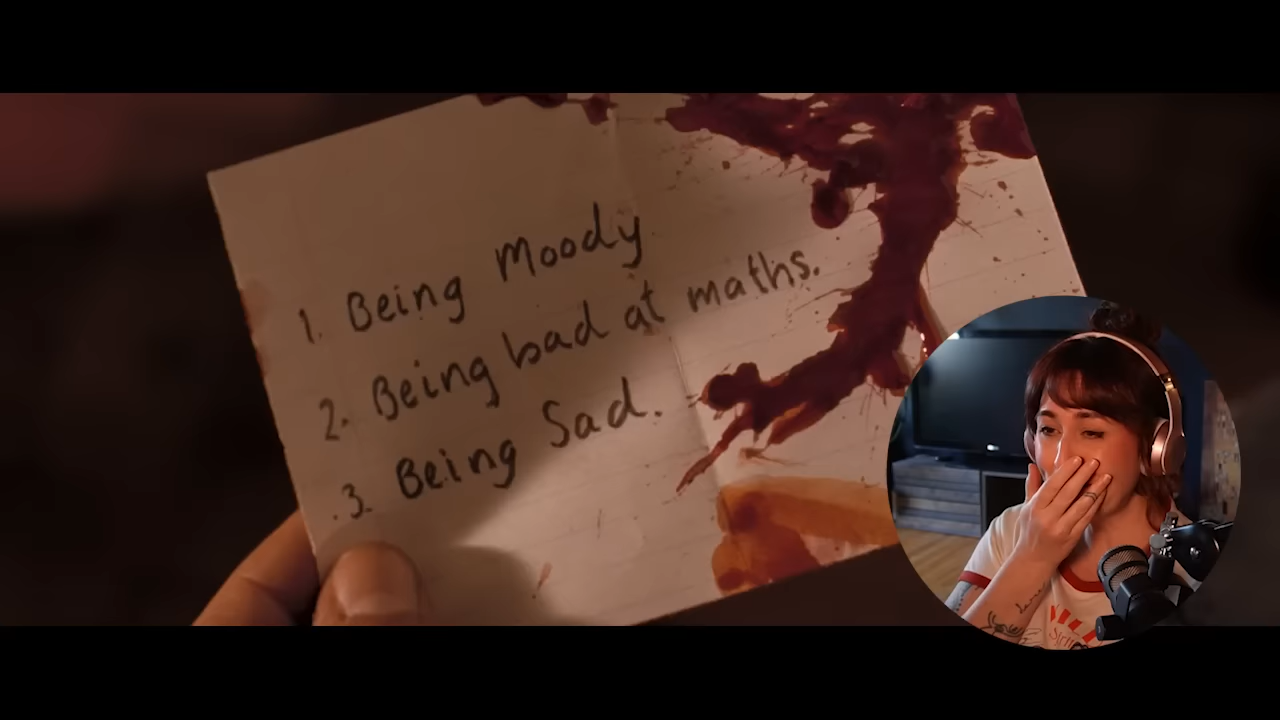 1. Being Moody
2. Being bad at maths.
3. Being Sad.